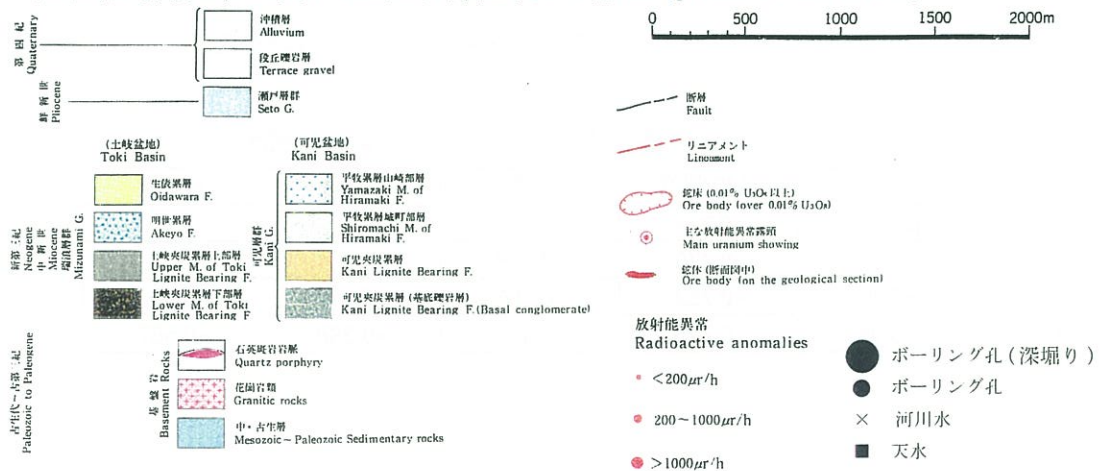 第四紀
Quaternary
沖積層
Alluvium
段丘礫岩層
Terrace gravel
鮮新世
Pliocene
瀬戸層群
Seto G.
(土岐盆地)
Toki Basin
(可児盆地)
Kani Basin
新第三紀
Neogene
中新世
Miocene
瑞浪層群
Mizunami G.
生俵累層
Oidawara F.
明世累層
Akeyo F.
土岐夾炭累層上部層
Upper M. of Toki
Lignite Bearing F.
土岐夾炭累層下部層
Lower M. of Toki
Lignite Bearing F
可児層群
Kani G.
平牧累層山崎部層
Yamazaki M. of
Hiramaki F.
平牧累層城町部層
Shiromachi M. of
Hiramaki F.
可児夾炭累層
Kani Lignite Bearing F.
可児夾炭累層 (基底礫岩層)
Kani Lignite Bearing F.(Basal conglomerate)
古生代~古第三紀
Paleozoic to Paleogene
基盤岩
Basement Rocks
石英斑岩岩脈
Quartz porphyry
花崗岩類
Granitic rocks
中・古生層
Mesozoic~Paleozoic Sedimentary rocks
0 500 1000 1500 2000m
断層
Fault
リニアメント
Lineament
鉱床 (0.01% U₃O₈ 以上)
Ore body (over 0.01% U₃O₈)
主な放射能異常露頭
Main uranium showing
鉱体 (断面図中)
Ore body (on the geological section)
放射能異常
Radioactive anomalies
<200μr/h
200~1000μr/h
>1000μr/h
ボーリング孔 (深堀り)
ボーリング孔
河川水
天水